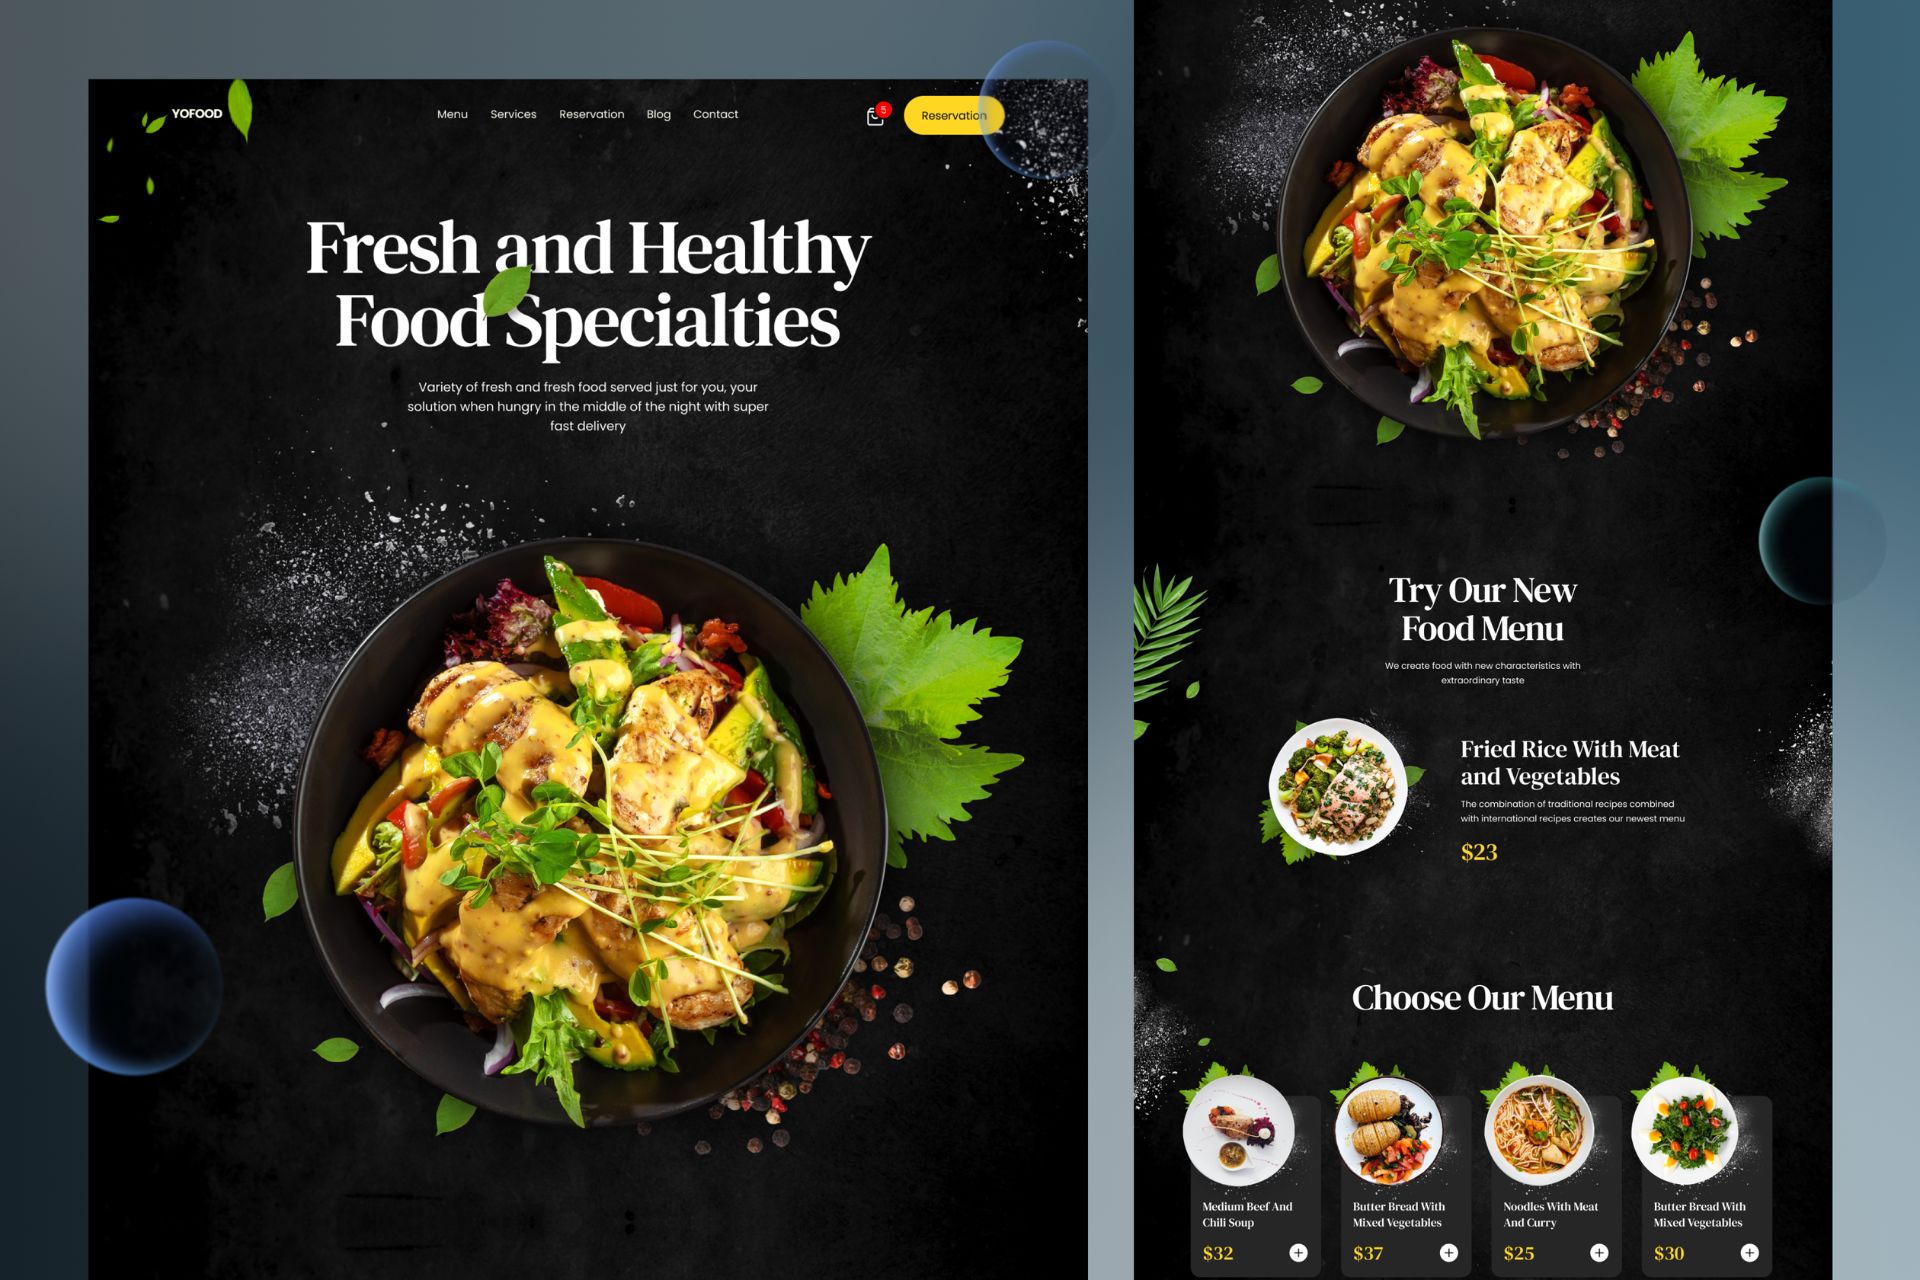 YOFOOD
Menu Services Reservation Blog Contact
5
Reservation
Fresh and Healthy
Food Specialties
Variety of fresh and fresh food served just for you, your
solution when hungry in the middle of the night with super
fast delivery
Try Our New
Food Menu
We create food with new characteristics with
extraordinary taste
Fried Rice With Meat
and Vegetables
The combination of traditional recipes combined
with international recipes creates our newest menu
$23
Choose Our Menu
Medium Beef And
Chili Soup
$32
Butter Bread With
Mixed Vegetables
$37
Noodles With Meat
And Curry
$25
Butter Bread With
Mixed Vegetables
$30